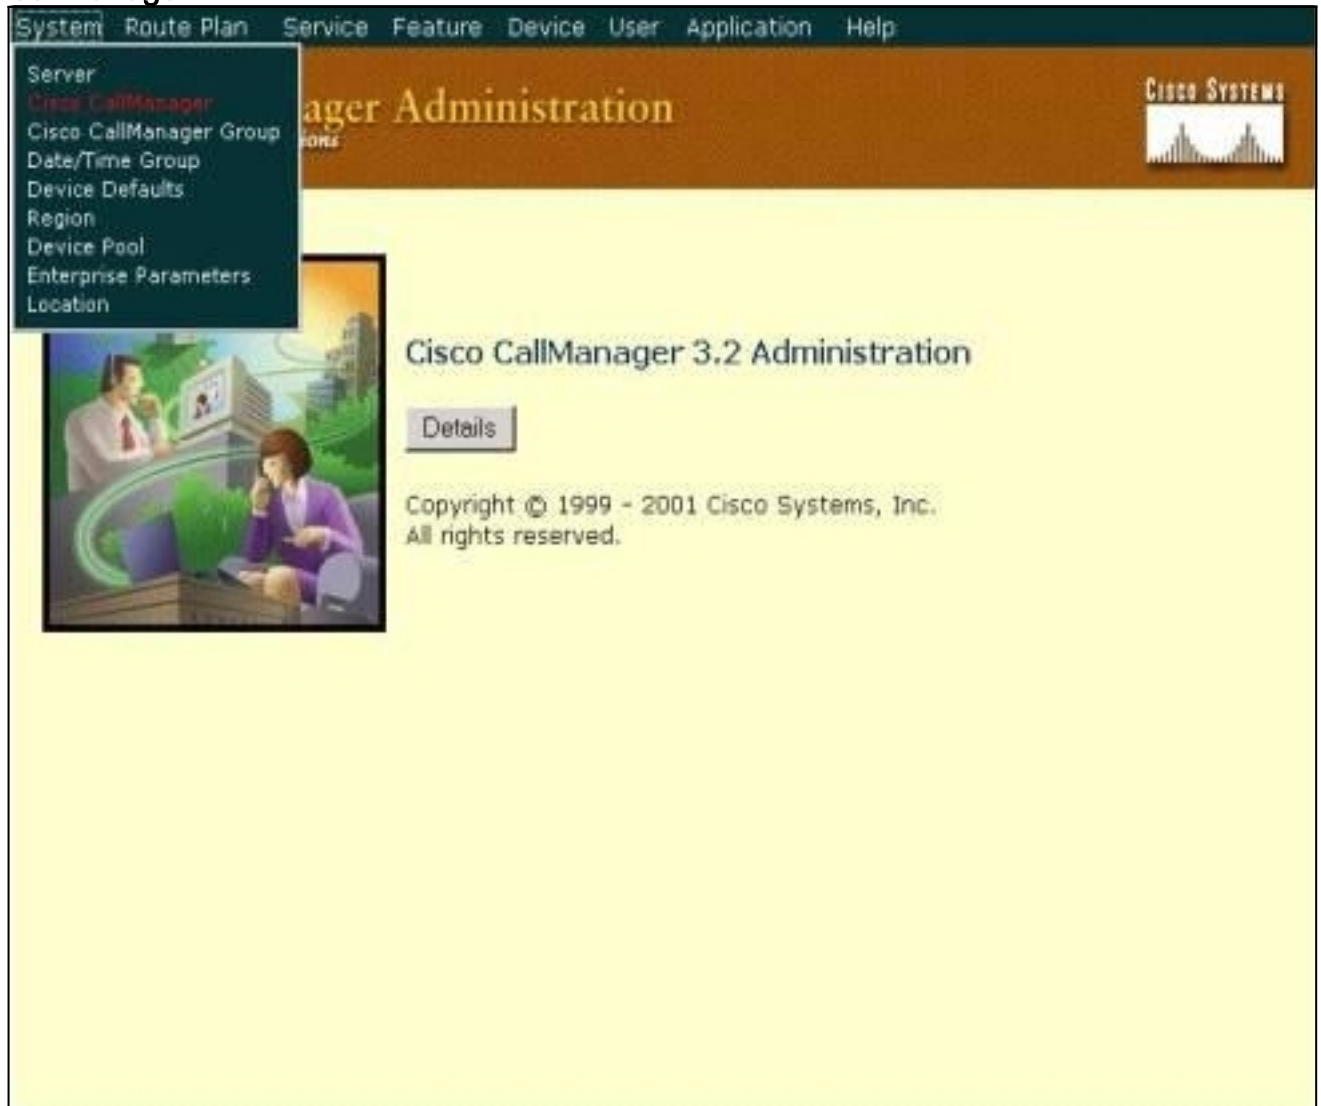 System Route Plan Service Feature Device User Application Help
Server
Cisco CallManager
Cisco CallManager Group
Date/Time Group
Device Defaults
Region
Device Pool
Enterprise Parameters
Location
ager Administration
ions
CISCO SYSTEMS
Cisco CallManager 3.2 Administration
Details
Copyright © 1999 - 2001 Cisco Systems, Inc.
All rights reserved.